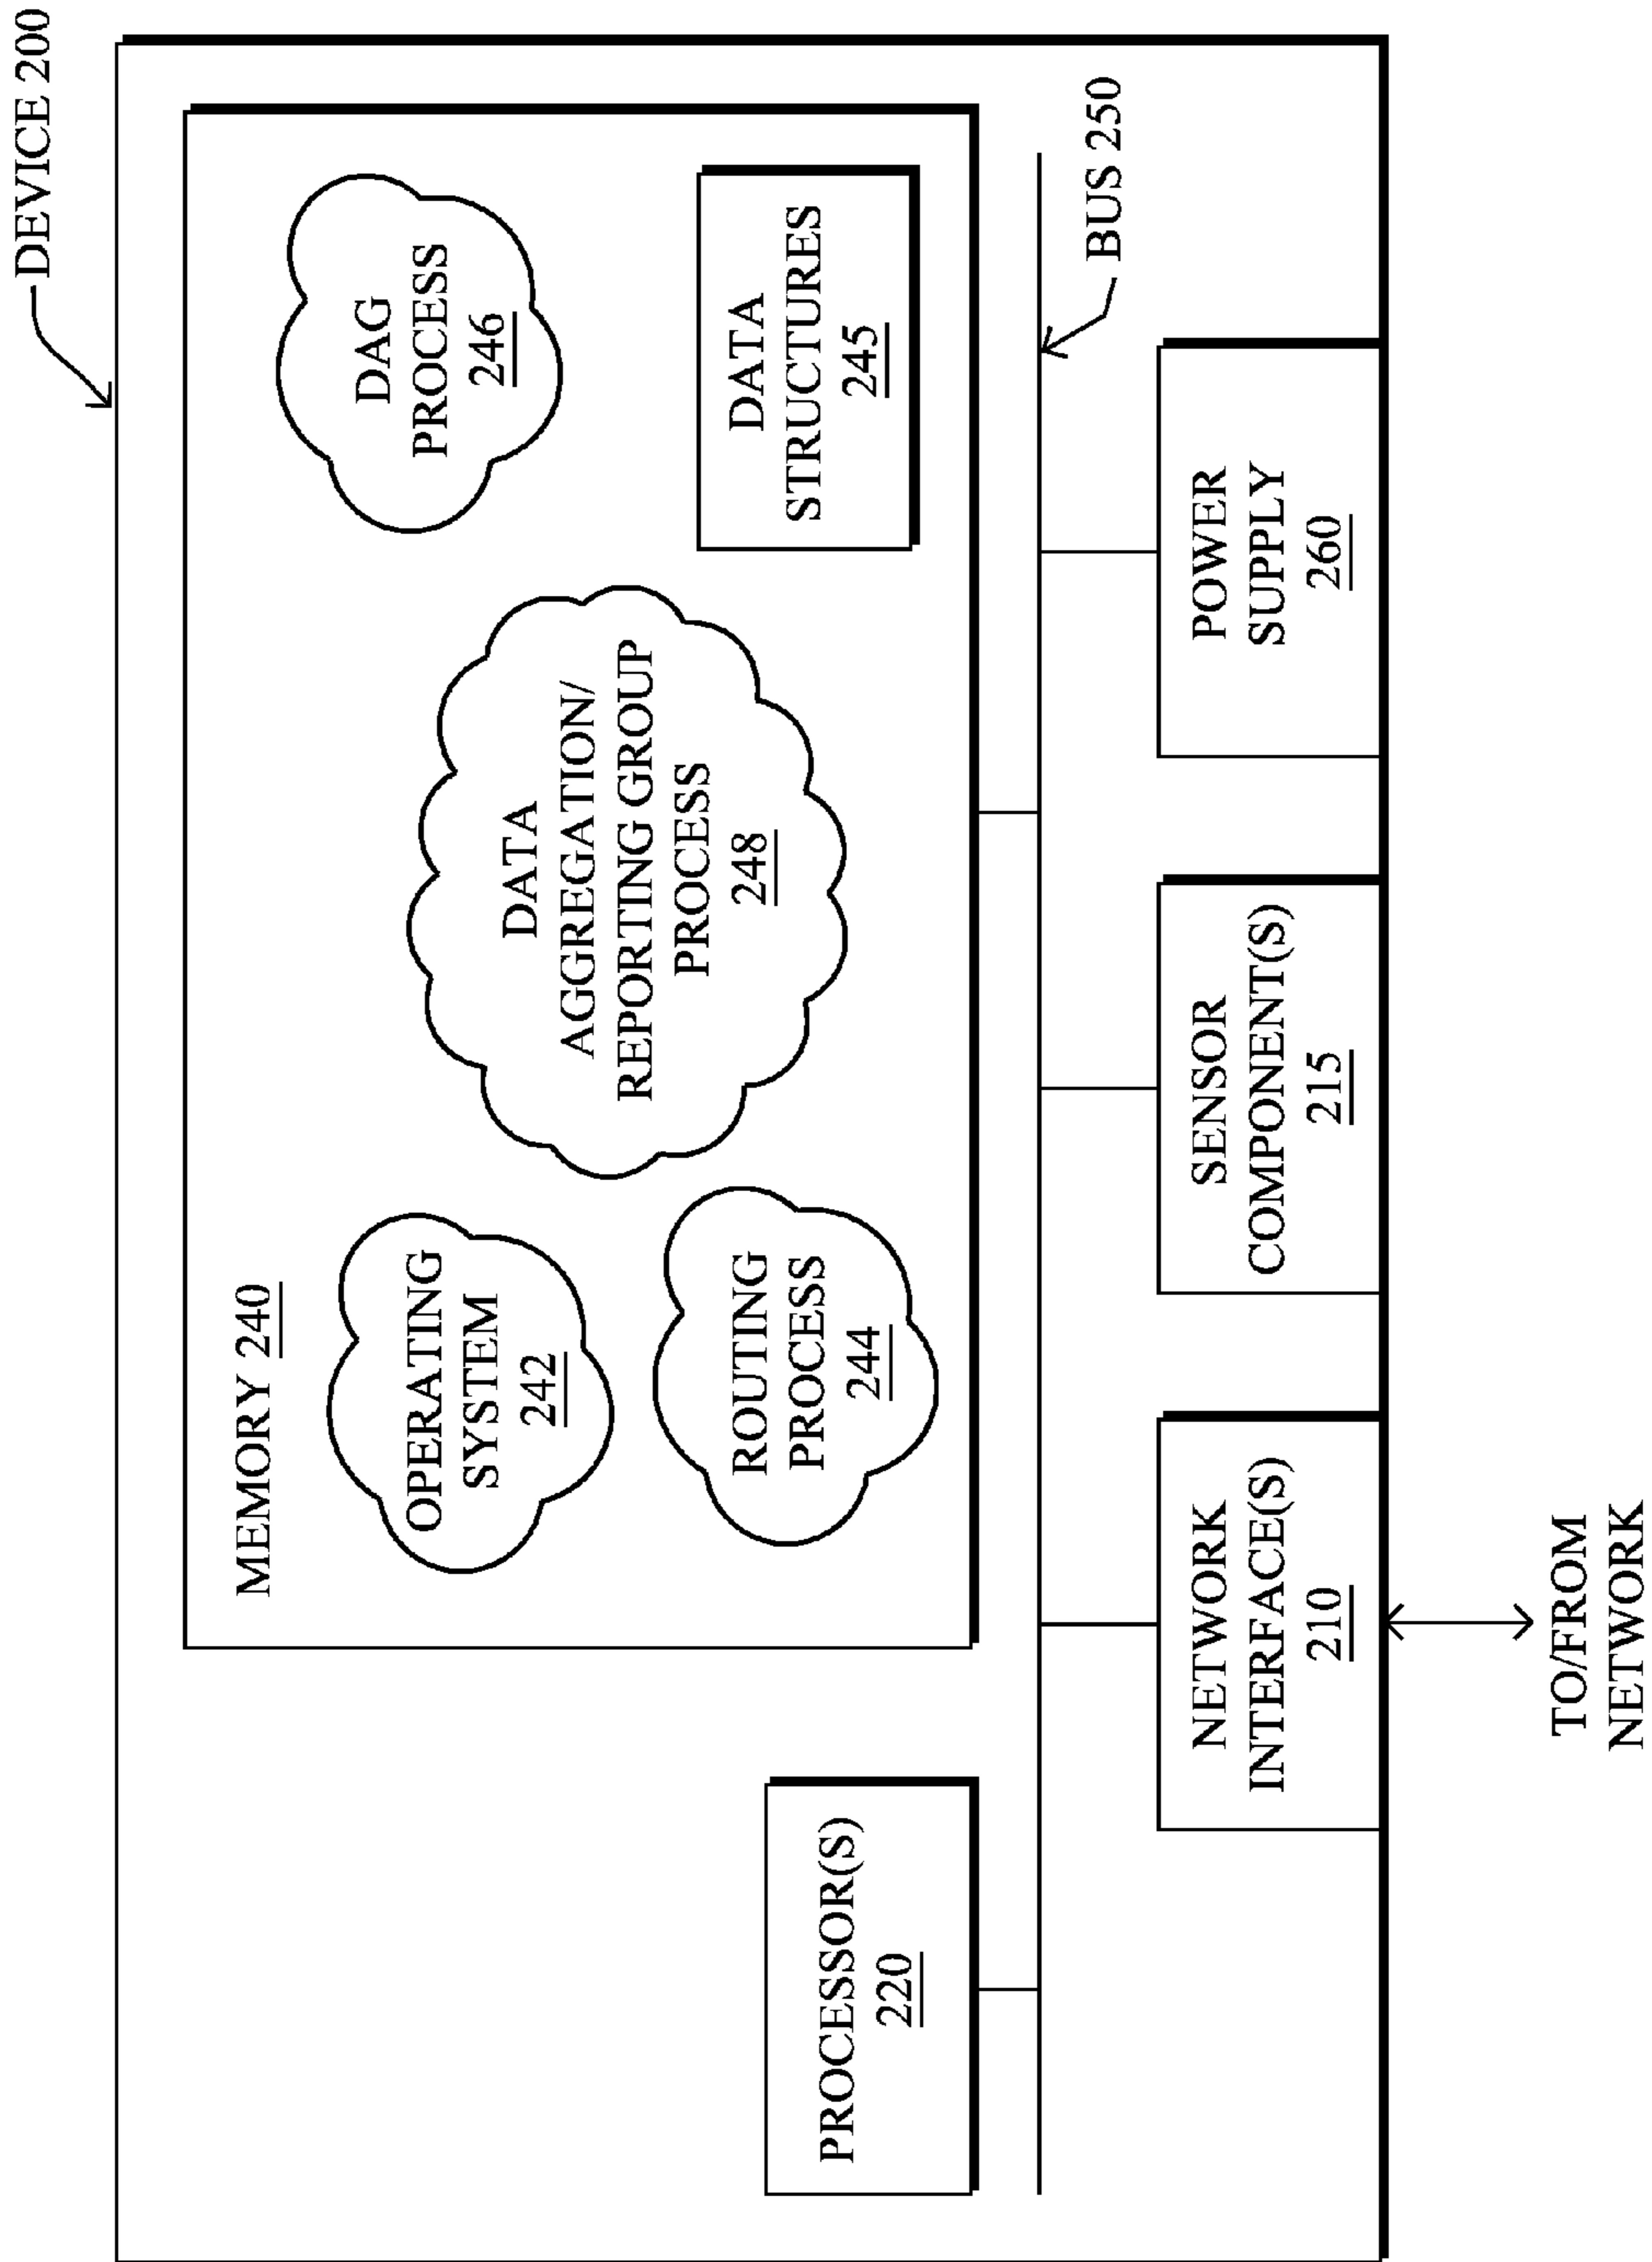 DEVICE 200
MEMORY 240
OPERATING
SYSTEM
242
ROUTING
PROCESS
244
DATA
AGGREGATION/
REPORTING GROUP
PROCESS
248
DAG
PROCESS
246
DATA
STRUCTURES
245
PROCESSOR(S)
220
BUS 250
NETWORK
INTERFACE(S)
210
SENSOR
COMPONENT(S)
215
POWER
SUPPLY
260
TO/FROM
NETWORK